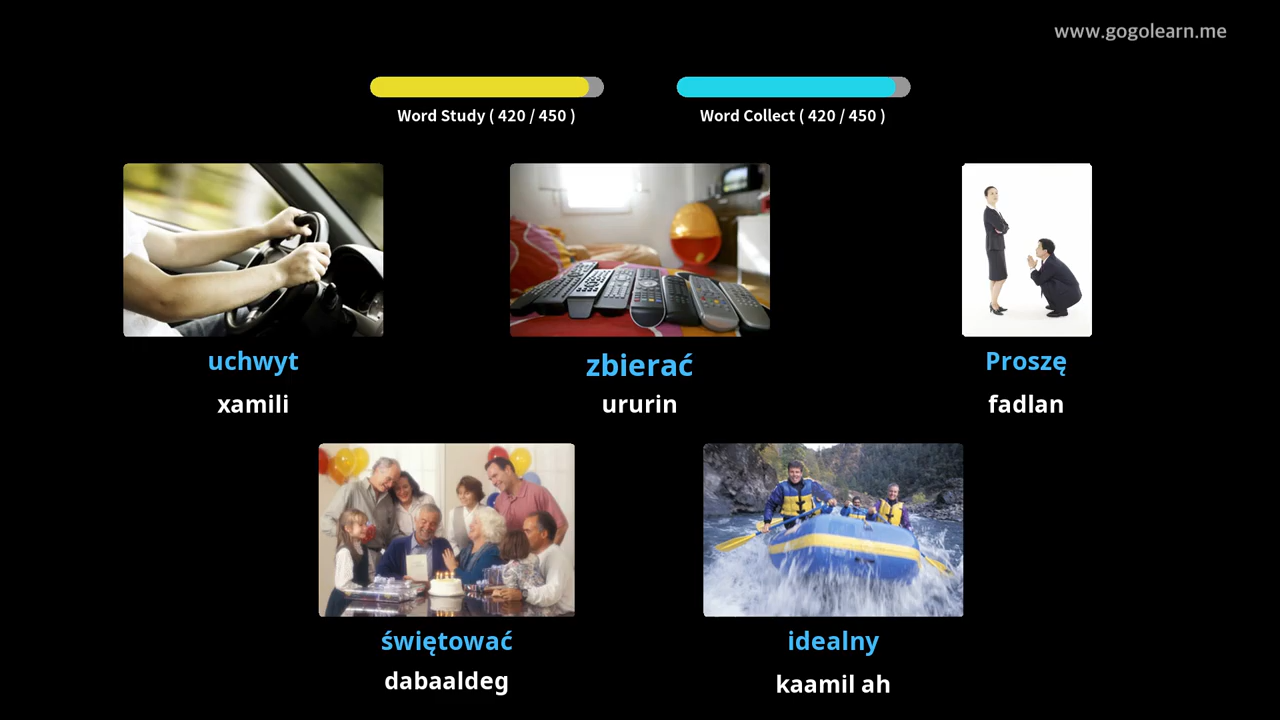 www.gogolearn.me
Word Study ( 420 / 450 )
Word Collect ( 420 / 450 )
uchwyt
xamili
zbierać
ururin
Proszę
fadlan
świętować
dabaaldeg
idealny
kaamil ah